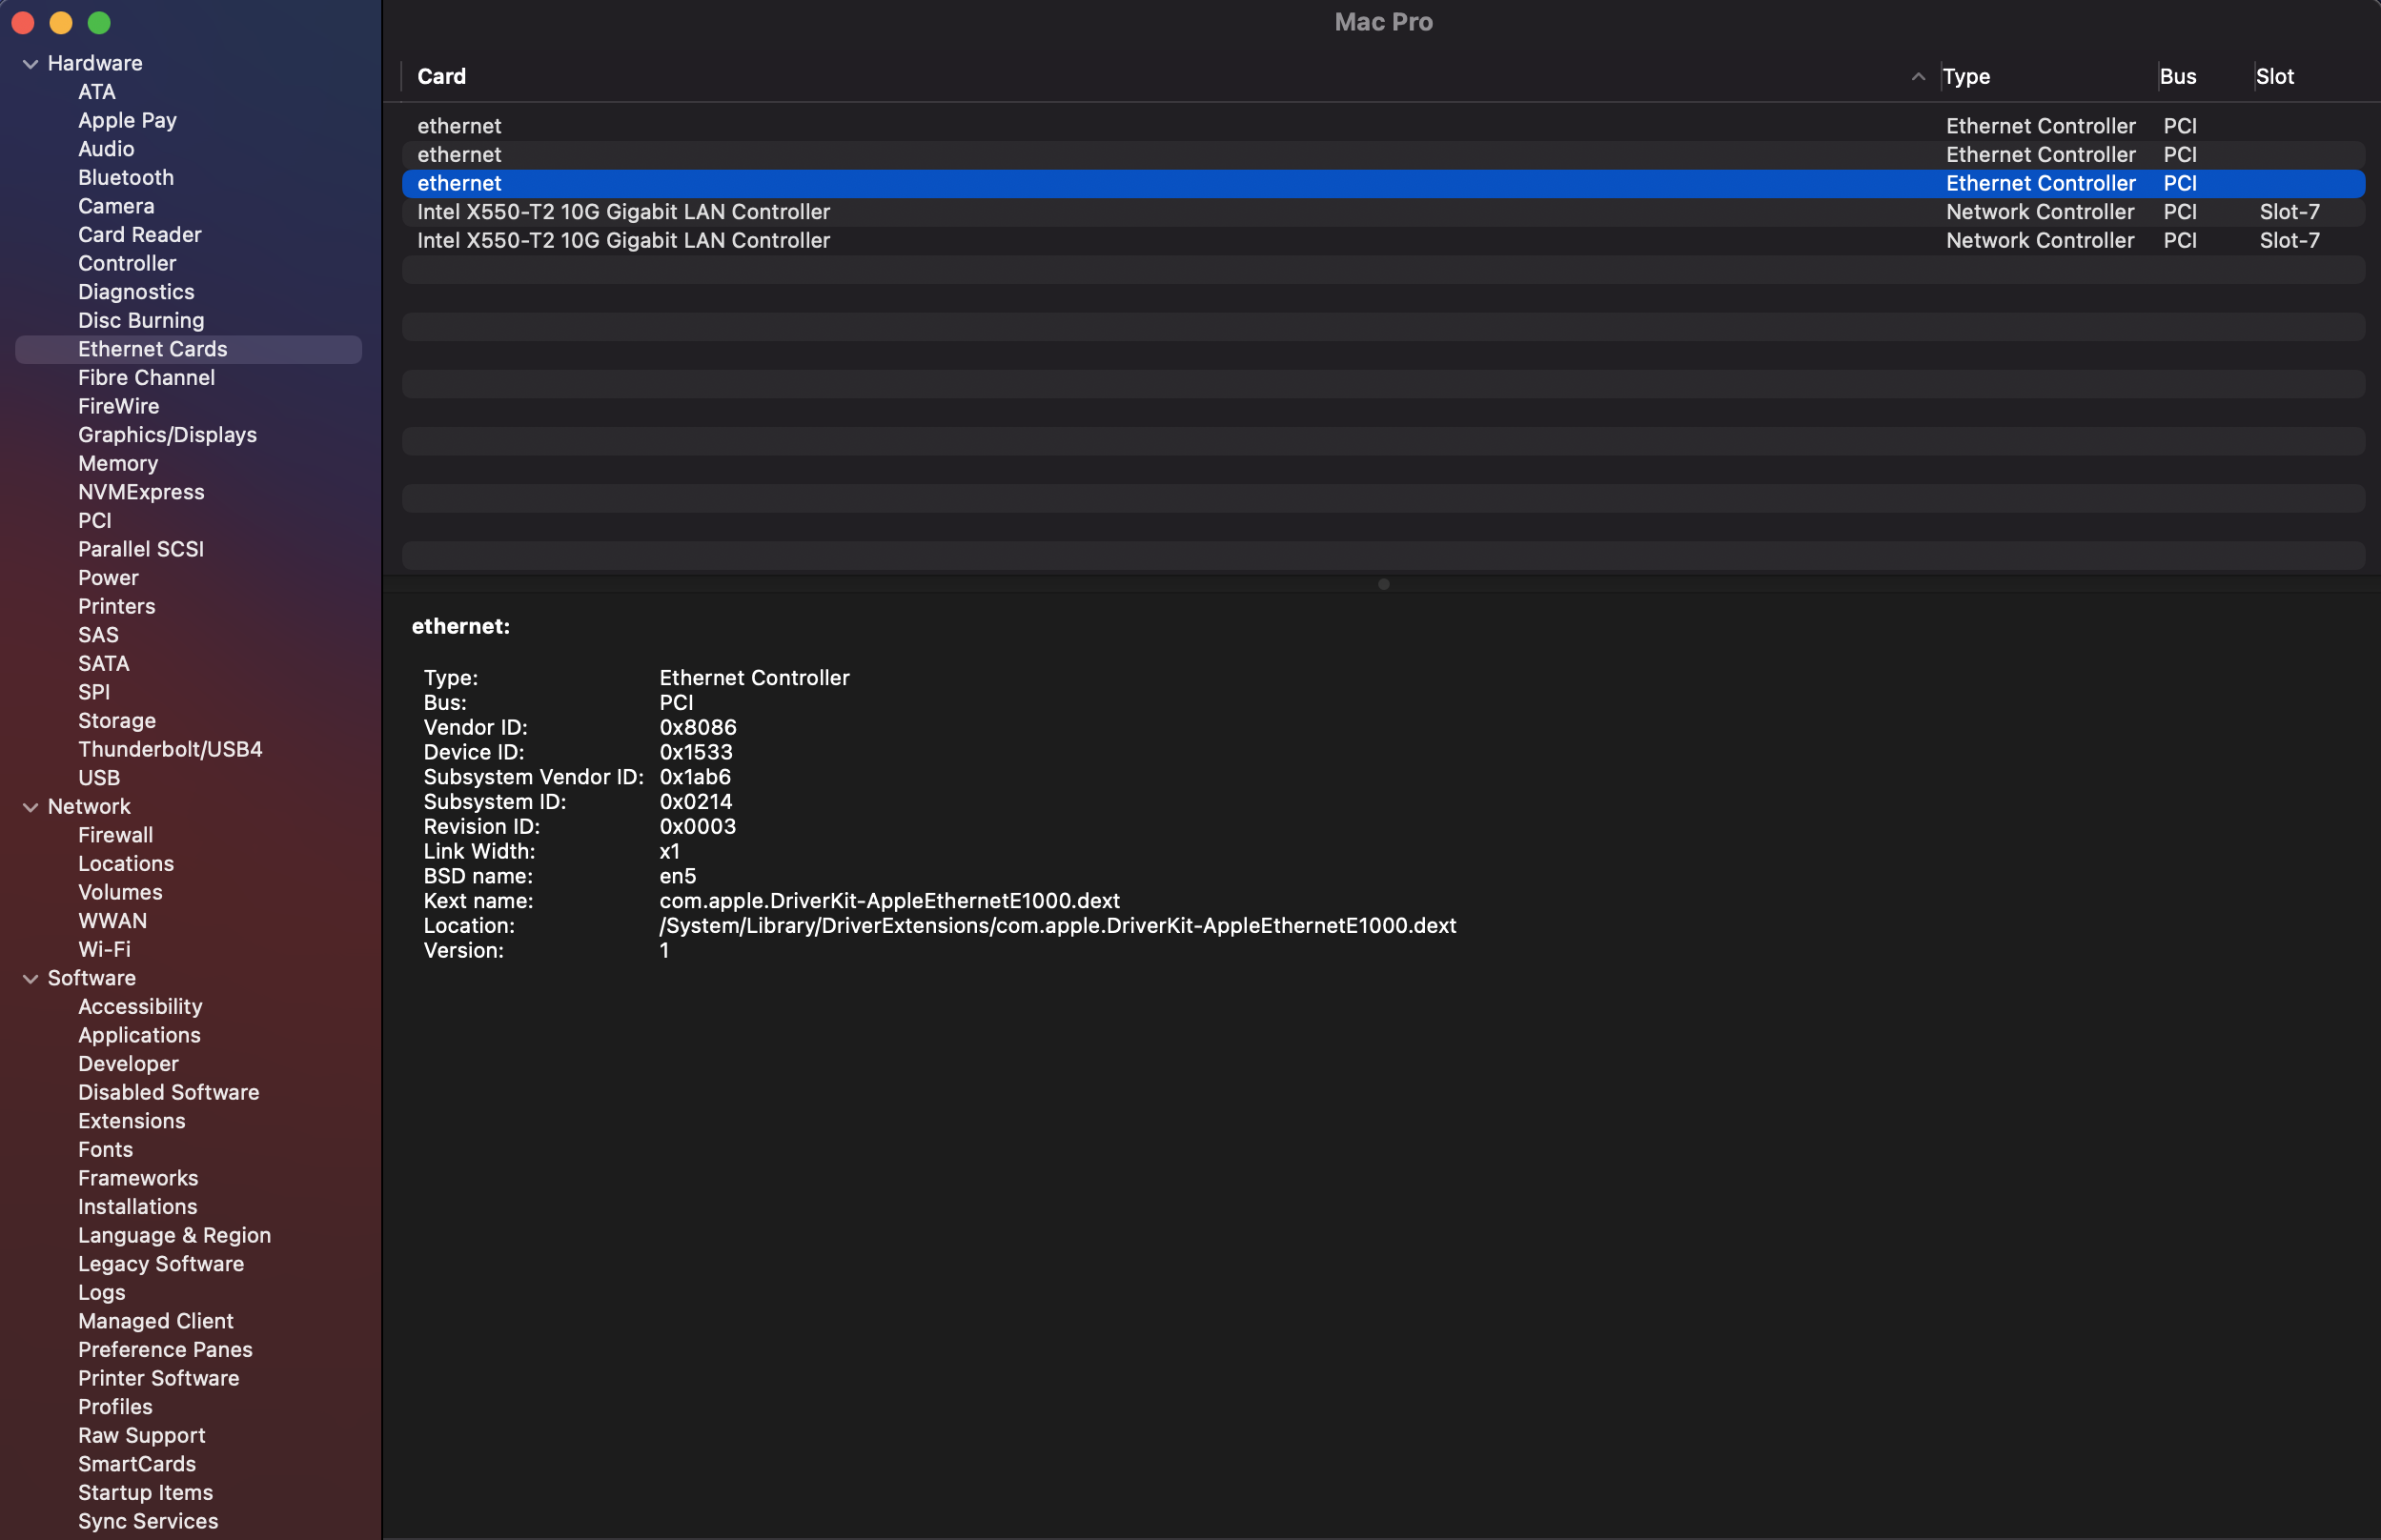 Mac Pro
Hardware
ATA
Apple Pay
Audio
Bluetooth
Camera
Card Reader
Controller
Diagnostics
Disc Burning
Ethernet Cards
Fibre Channel
FireWire
Graphics/Displays
Memory
NVMExpress
PCI
Parallel SCSI
Power
Printers
SAS
SATA
SPI
Storage
Thunderbolt/USB4
USB
Network
Firewall
Locations
Volumes
WWAN
Wi-Fi
Software
Accessibility
Applications
Developer
Disabled Software
Extensions
Fonts
Frameworks
Installations
Language & Region
Legacy Software
Logs
Managed Client
Preference Panes
Printer Software
Profiles
Raw Support
SmartCards
Startup Items
Sync Services
Card Type Bus Slot
ethernet Ethernet Controller PCI
ethernet Ethernet Controller PCI
ethernet Ethernet Controller PCI
Intel X550-T2 10G Gigabit LAN Controller Network Controller PCI Slot-7
Intel X550-T2 10G Gigabit LAN Controller Network Controller PCI Slot-7
ethernet:
Type: Ethernet Controller
Bus: PCI
Vendor ID: 0x8086
Device ID: 0x1533
Subsystem Vendor ID: 0x1ab6
Subsystem ID: 0x0214
Revision ID: 0x0003
Link Width: x1
BSD name: en5
Kext name: com.apple.DriverKit-AppleEthernetE1000.dext
Location: /System/Library/DriverExtensions/com.apple.DriverKit-AppleEthernetE1000.dext
Version: 1